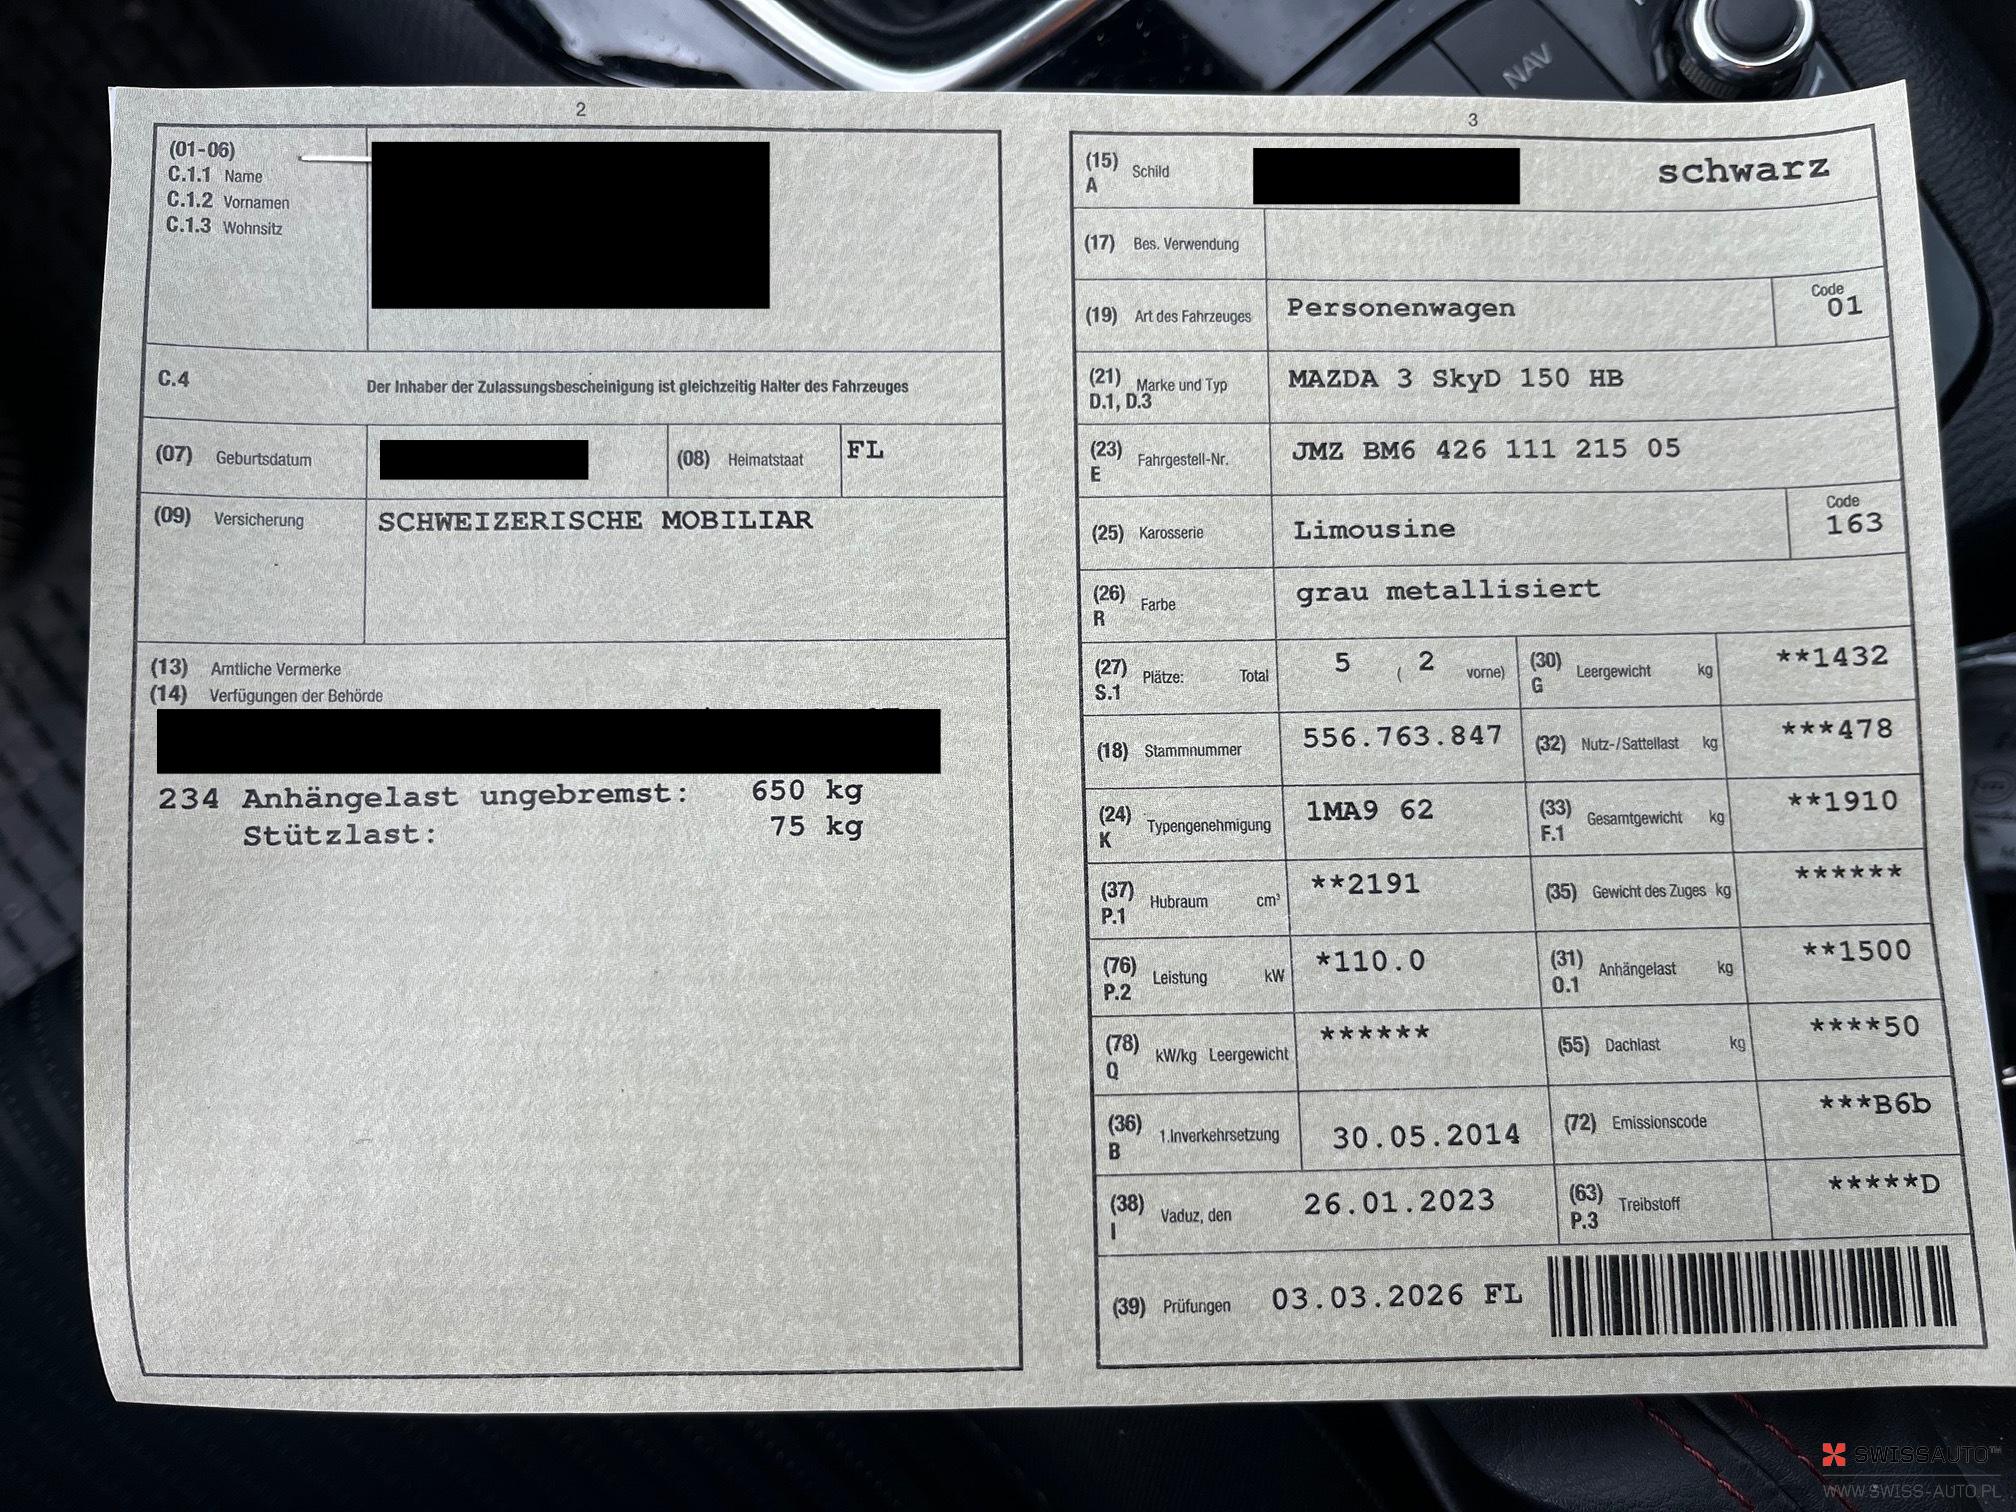 NAV
2
(01-06)
C.1.1 Name
C.1.2 Vornamen
C.1.3 Wohnsitz
C.4 Der Inhaber der Zulassungsbescheinigung ist gleichzeitig Halter des Fahrzeuges
(07) Geburtsdatum (08) Heimatstaat FL
(09) Versicherung SCHWEIZERISCHE MOBILIAR
(13) Amtliche Vermerke
(14) Verfügungen der Behörde
234 Anhängelast ungebremst: 650 kg
Stützlast: 75 kg
3
(15) A Schild schwarz
(17) Bes. Verwendung
(19) Art des Fahrzeuges Personenwagen Code 01
(21) D.1, D.3 Marke und Typ MAZDA 3 SkyD 150 HB
(23) E Fahrgestell-Nr. JMZ BM6 426 111 215 05
(25) Karosserie Limousine Code 163
(26) R Farbe grau metallisiert
(27) S.1 Plätze: Total 5 ( 2 vorne) (30) G Leergewicht kg **1432
(18) Stammnummer 556.763.847 (32) Nutz-/Sattellast kg ***478
(24) K Typengenehmigung 1MA9 62 (33) F.1 Gesamtgewicht kg **1910
(37) P.1 Hubraum cm³ **2191 (35) Gewicht des Zuges kg ******
(76) P.2 Leistung kW *110.0 (31) O.1 Anhängelast kg **1500
(78) Q kW/kg Leergewicht ****** (55) Dachlast kg ****50
(36) B 1.Inverkehrsetzung 30.05.2014 (72) Emissionscode ***B6b
(38) I Vaduz, den 26.01.2023 (63) P.3 Treibstoff *****D
(39) Prüfungen 03.03.2026 FL
SWISSAUTO™
WWW.SWISS-AUTO.PL